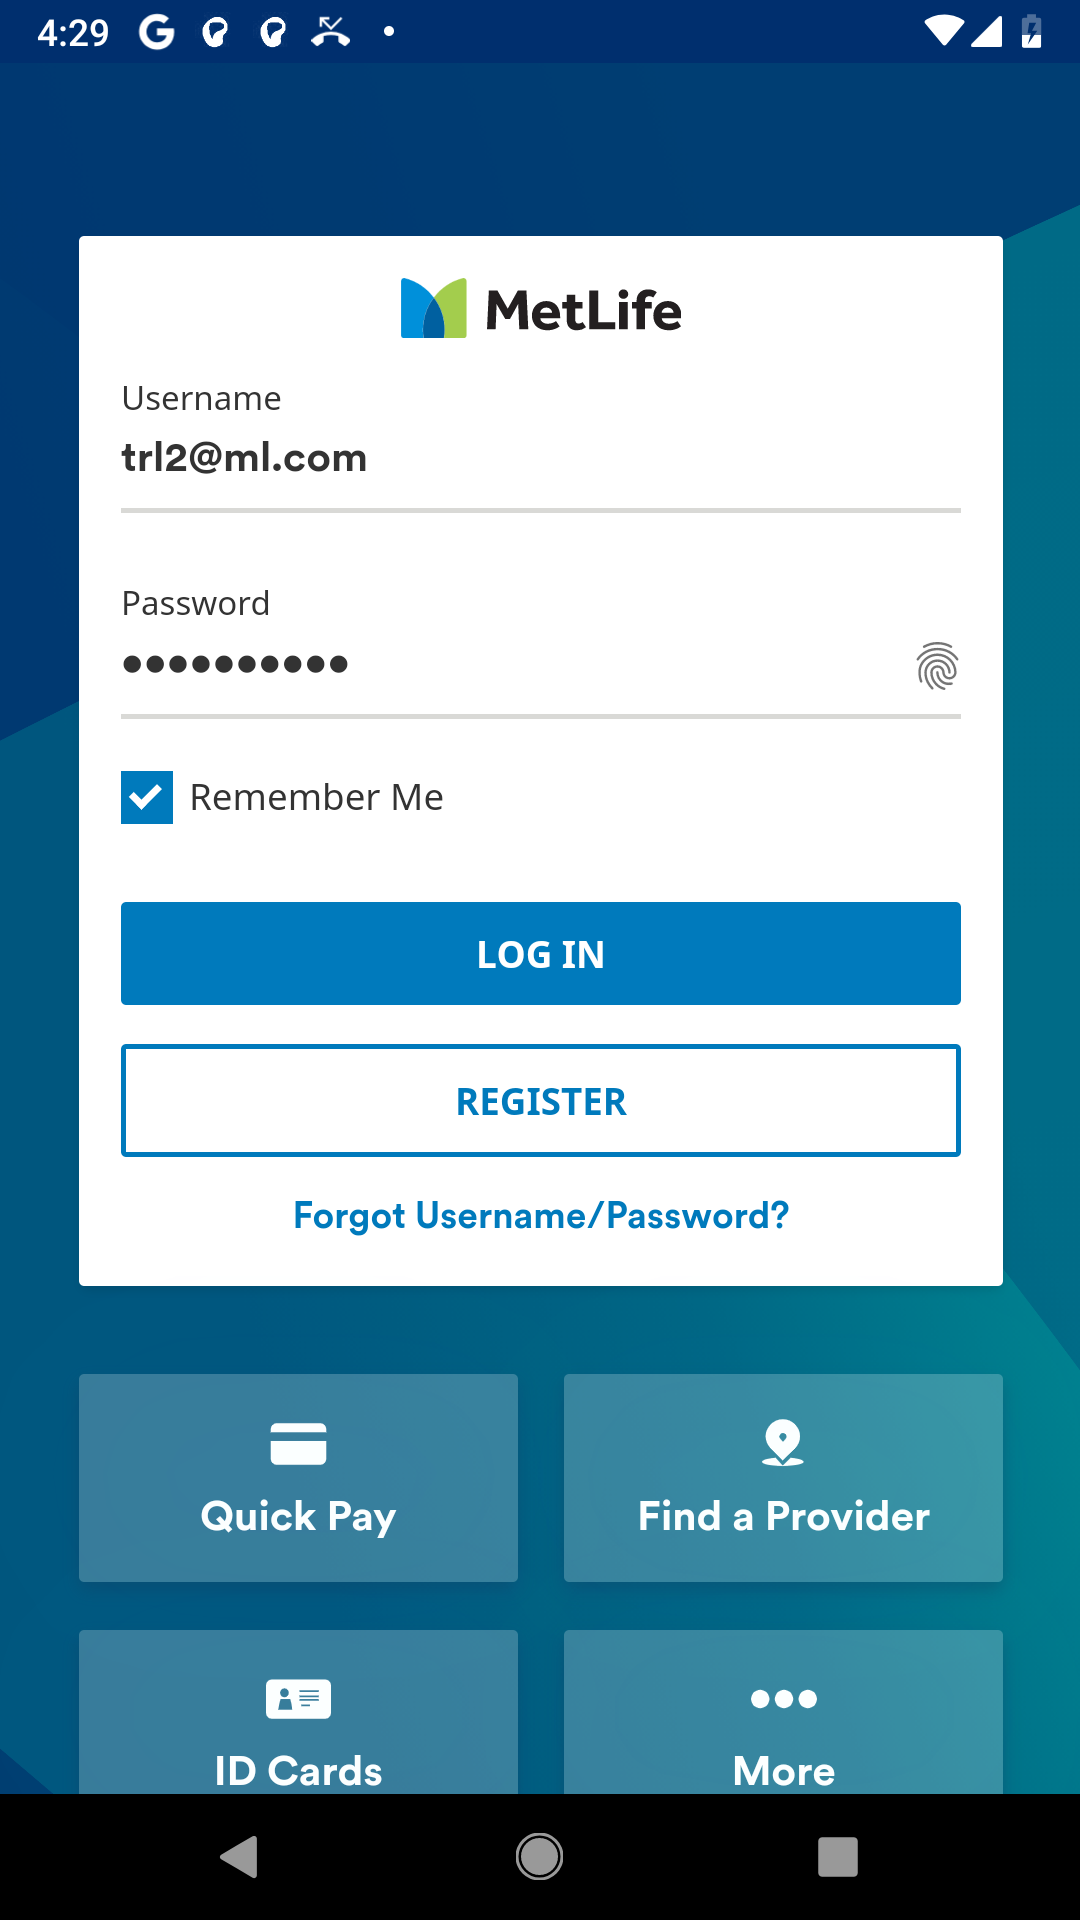 4:29
MetLife
Username
trl2@ml.com
Password
••••••••••
Remember Me
LOG IN
REGISTER
Forgot Username/Password?
Quick Pay
Find a Provider
ID Cards
More